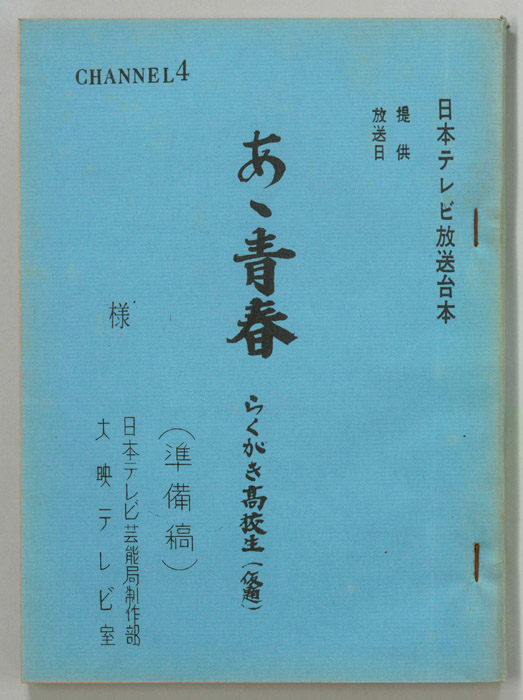 CHANNEL4
日本テレビ放送台本
提供
放送日
あゝ青春
らくがき高校生(仮題)
(準備稿)
様
日本テレビ芸能局制作部
大映テレビ室